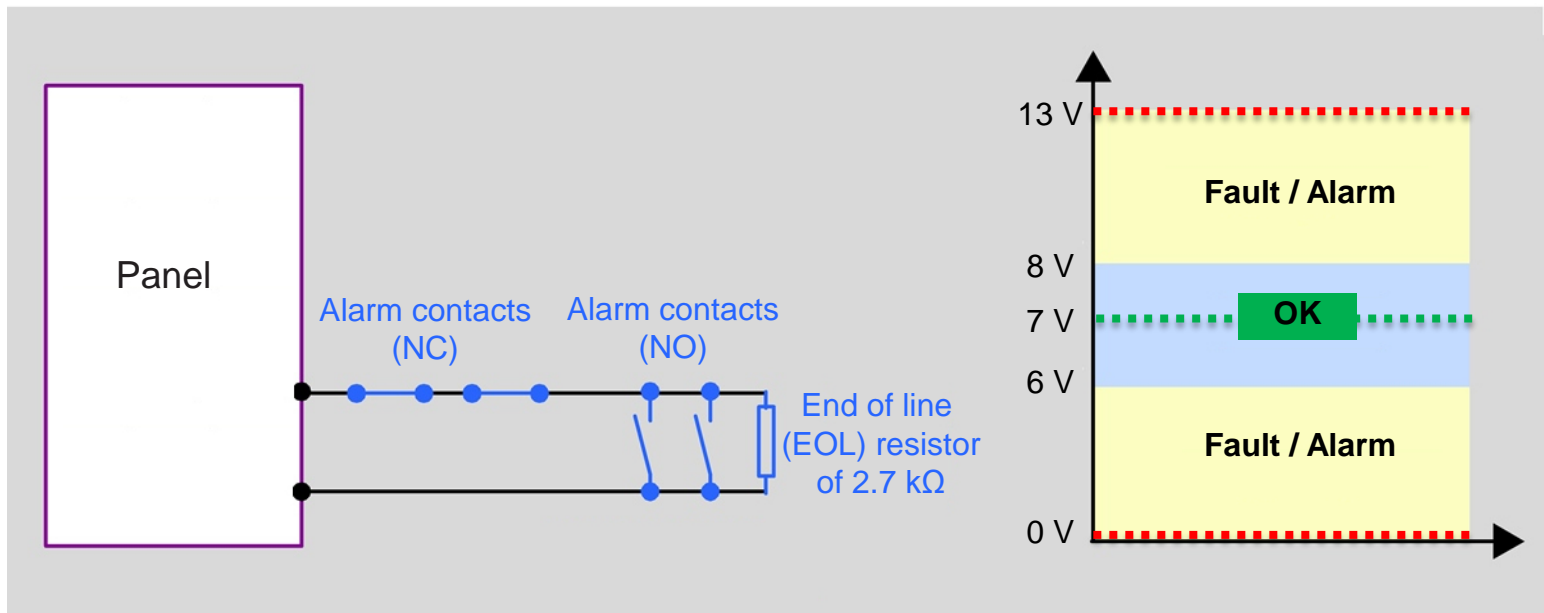 Panel
Alarm contacts
(NC)
Alarm contacts
(NO)
End of line
(EOL) resistor
of 2.7 kΩ
13 V
Fault / Alarm
8 V
7 V
OK
6 V
Fault / Alarm
0 V